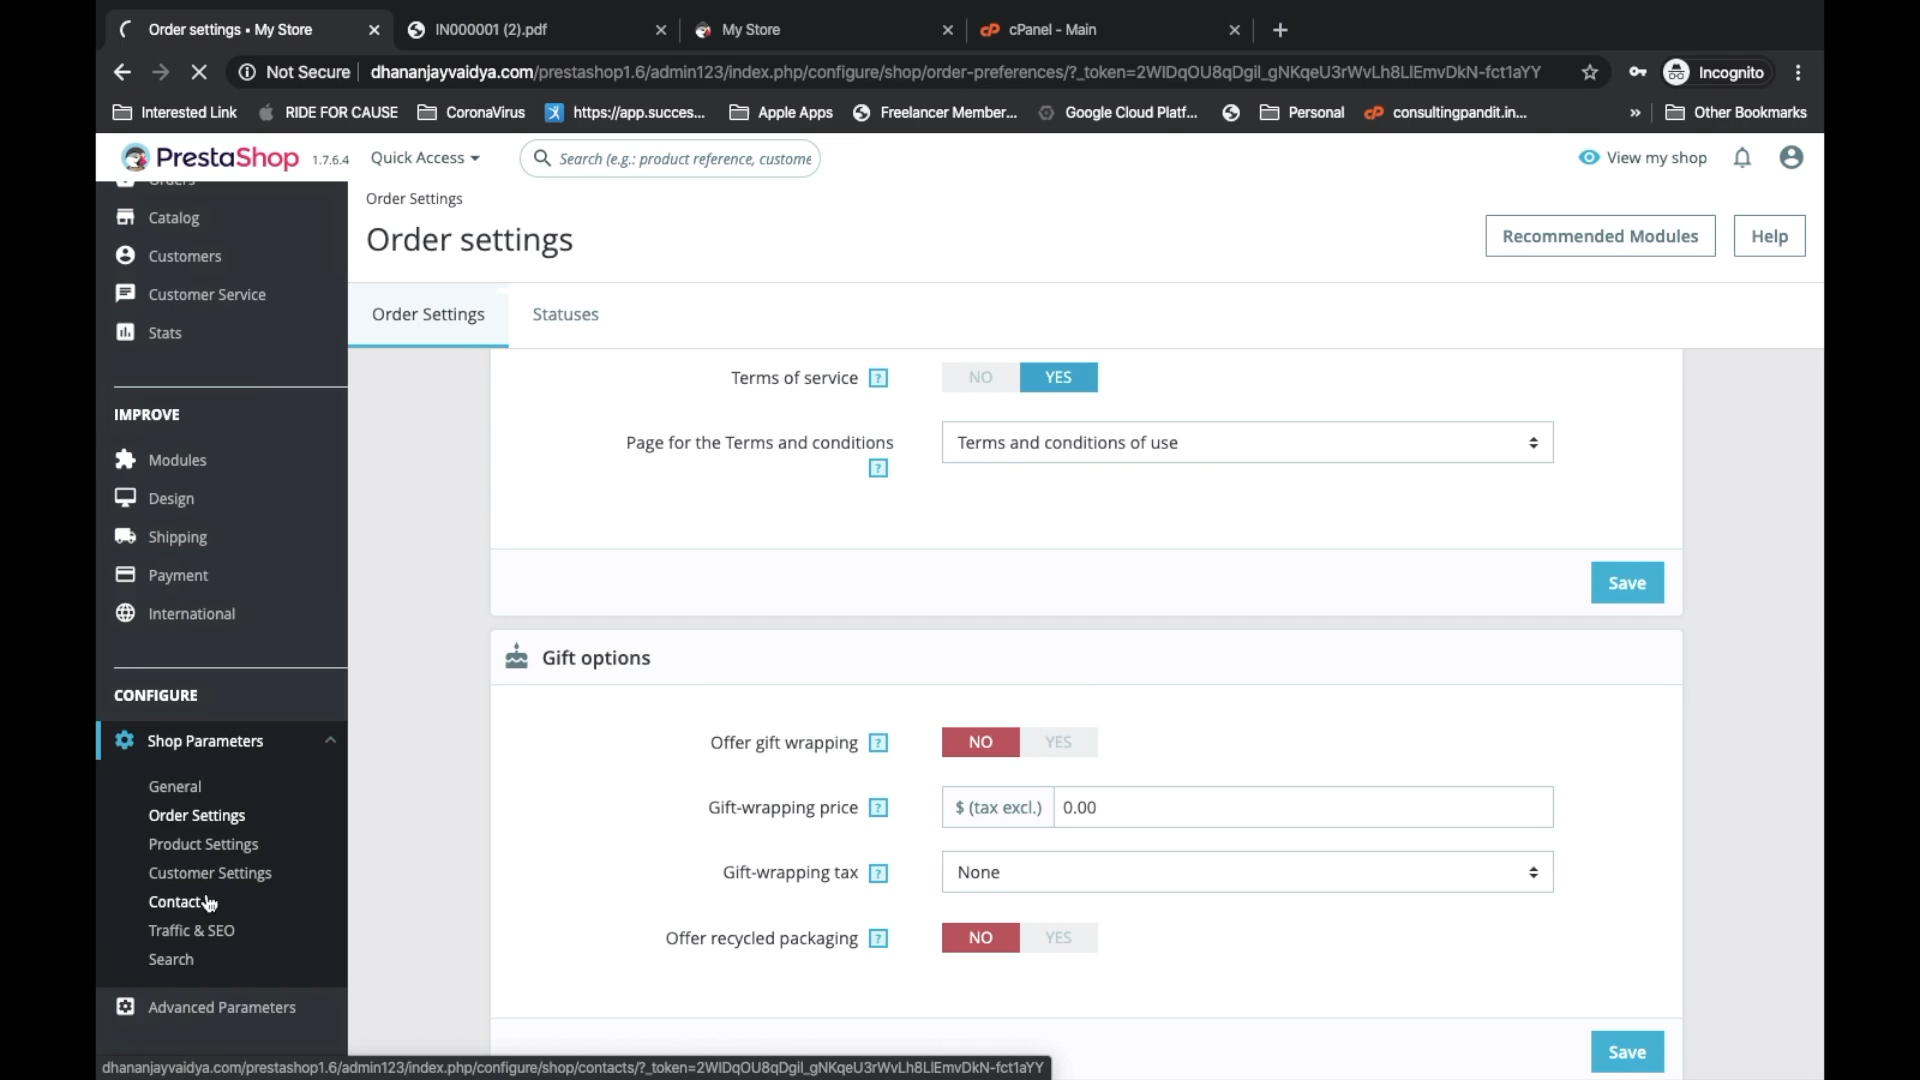 Order settings • My Store
IN000001 (2).pdf
My Store
cPanel - Main
Not Secure
dhananjayvaidya.com/prestashop1.6/admin123/index.php/configure/shop/order-preferences/?_token=2WlDqOU8qDgil_gNKqeU3rWvLh8LlEmvDkN-fct1aYY
Incognito
Interested Link
RIDE FOR CAUSE
CoronaVirus
https://app.succes...
Apple Apps
Freelancer Member...
Google Cloud Platf...
Personal
consultingpandit.in...
»
Other Bookmarks
PrestaShop
1.7.6.4
Quick Access
Search (e.g.: product reference, custome
View my shop
Orders
Catalog
Customers
Customer Service
Stats
IMPROVE
Modules
Design
Shipping
Payment
International
CONFIGURE
Shop Parameters
General
Order Settings
Product Settings
Customer Settings
Contact
Traffic & SEO
Search
Advanced Parameters
Order Settings
Order settings
Recommended Modules
Help
Order Settings
Statuses
Terms of service ?
NO YES
Page for the Terms and conditions
?
Terms and conditions of use
Save
Gift options
Offer gift wrapping ?
NO YES
Gift-wrapping price ?
$ (tax excl.) 0.00
Gift-wrapping tax ?
None
Offer recycled packaging ?
NO YES
Save
dhananjayvaidya.com/prestashop1.6/admin123/index.php/configure/shop/contacts/?_token=2WlDqOU8qDgil_gNKqeU3rWvLh8LlEmvDkN-fct1aYY